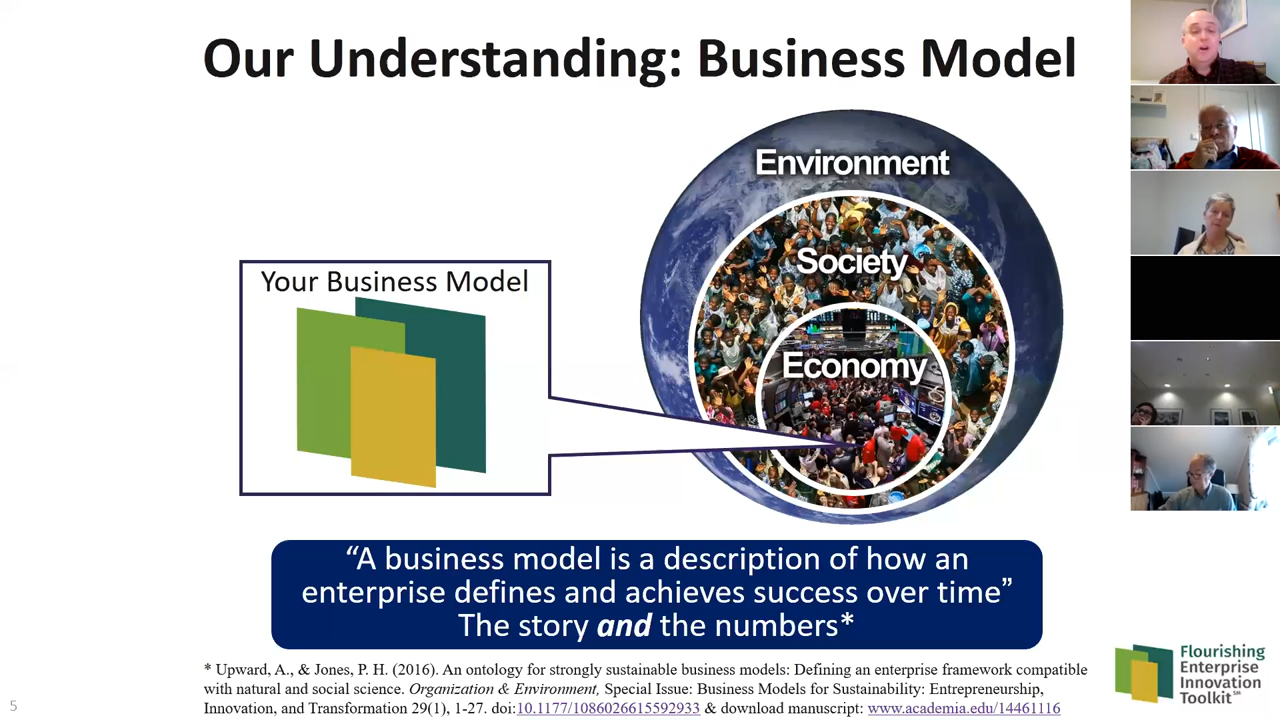 Our Understanding: Business Model
Environment
Society
Economy
Your Business Model
“A business model is a description of how an
enterprise defines and achieves success over time”
The story and the numbers*
* Upward, A., & Jones, P. H. (2016). An ontology for strongly sustainable business models: Defining an enterprise framework compatible
with natural and social science. Organization & Environment, Special Issue: Business Models for Sustainability: Entrepreneurship,
Innovation, and Transformation 29(1), 1-27. doi:10.1177/1086026615592933 & download manuscript: www.academia.edu/14461116
5
Flourishing
Enterprise
Innovation
Toolkit℠